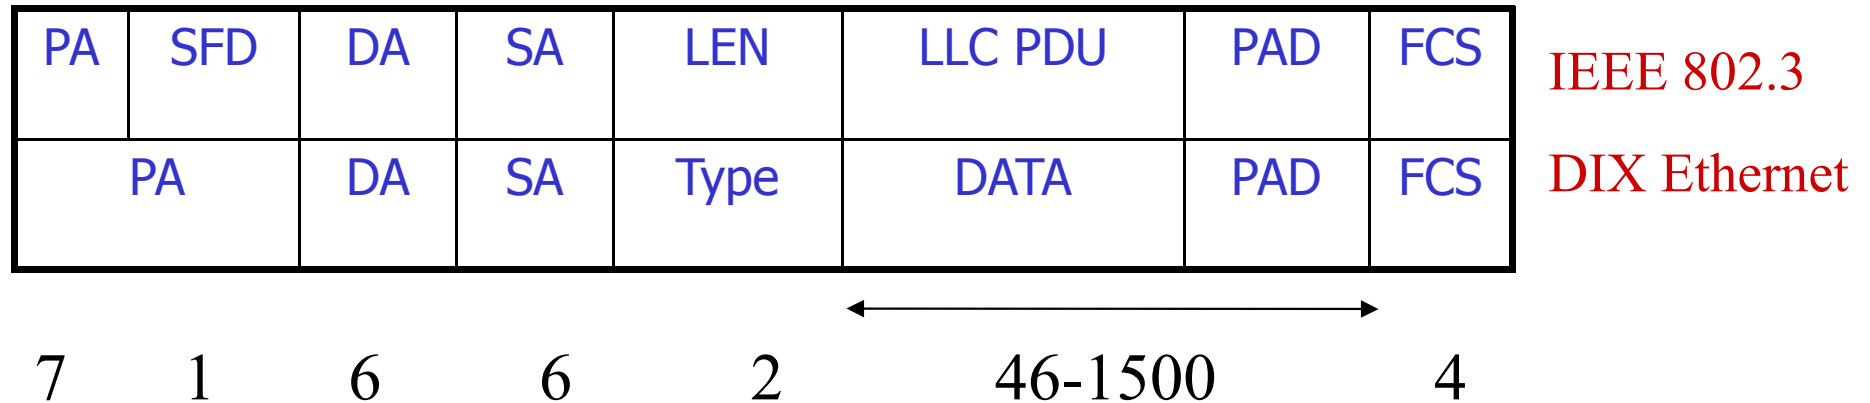 PA SFD DA SA LEN LLC PDU PAD FCS IEEE 802.3
PA DA SA Type DATA PAD FCS DIX Ethernet
7 1 6 6 2 46-1500 4